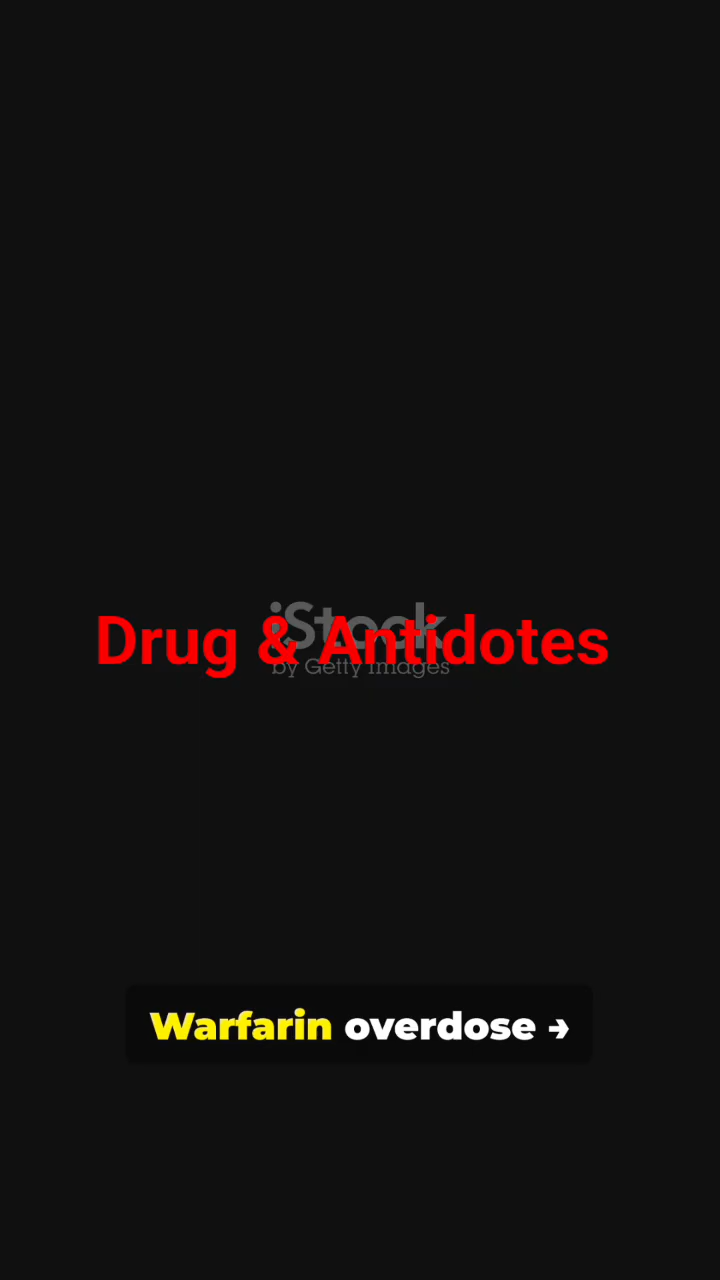 iStock
Drug & Antidotes
by Getty Images
Warfarin overdose →